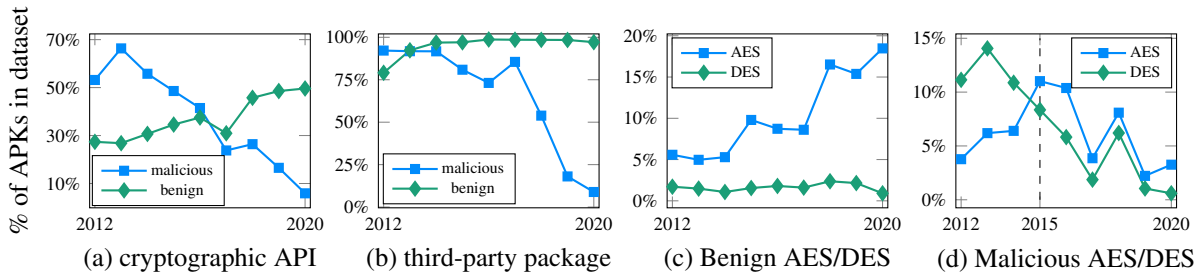 % of APKs in dataset
70%
50%
30%
10%
malicious
benign
2012
2020
(a) cryptographic API
100%
75%
50%
25%
0%
malicious
benign
2012
2020
(b) third-party package
20%
15%
10%
5%
0%
AES
DES
2012
2020
(c) Benign AES/DES
15%
10%
5%
0%
AES
DES
2012
2015
2020
(d) Malicious AES/DES